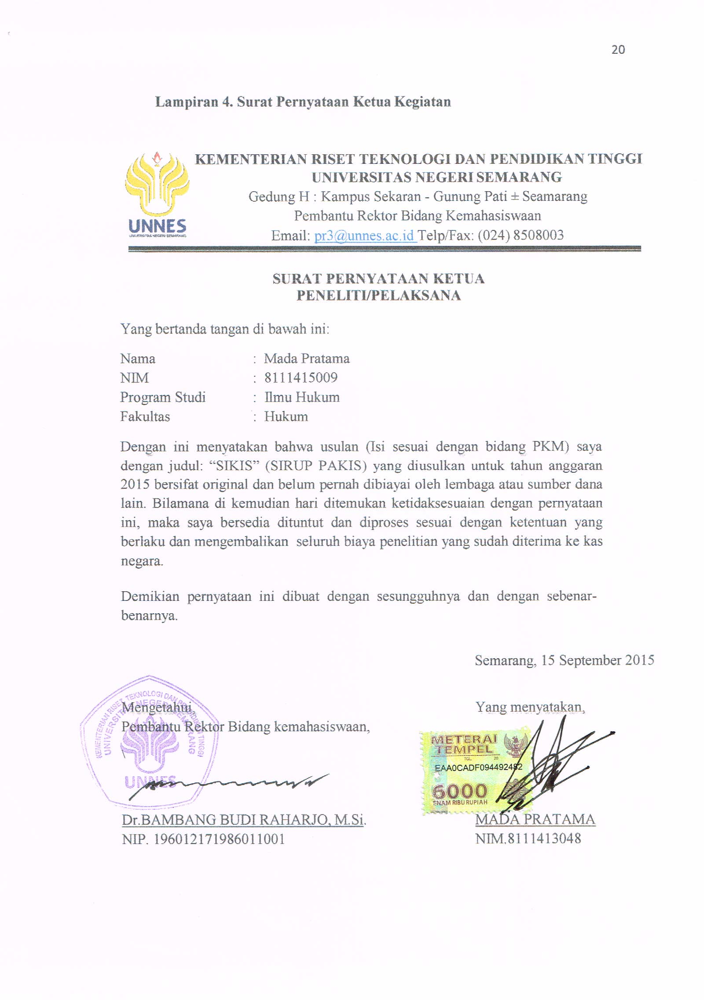 20
Lampiran 4. Surat Pernyataan Ketua Kegiatan
KEMENTERIAN RISET TEKNOLOGI DAN PENDIDIKAN TINGGI
UNIVERSITAS NEGERI SEMARANG
Gedung H : Kampus Sekaran - Gunung Pati ± Seamarang
Pembantu Rektor Bidang Kemahasiswaan
Email: pr3@unnes.ac.id Telp/Fax: (024) 8508003
UNNES
UNIVERSITAS NEGERI SEMARANG
SURAT PERNYATAAN KETUA
PENELITI/PELAKSANA
Yang bertanda tangan di bawah ini:
Nama : Mada Pratama
NIM : 8111415009
Program Studi : Ilmu Hukum
Fakultas : Hukum
Dengan ini menyatakan bahwa usulan (Isi sesuai dengan bidang PKM) saya
dengan judul: “SIKIS” (SIRUP PAKIS) yang diusulkan untuk tahun anggaran
2015 bersifat original dan belum pernah dibiayai oleh lembaga atau sumber dana
lain. Bilamana di kemudian hari ditemukan ketidaksesuaian dengan pernyataan
ini, maka saya bersedia dituntut dan diproses sesuai dengan ketentuan yang
berlaku dan mengembalikan seluruh biaya penelitian yang sudah diterima ke kas
negara.
Demikian pernyataan ini dibuat dengan sesungguhnya dan dengan sebenar-
benarnya.
Semarang, 15 September 2015
Mengetahui,
Pembantu Rektor Bidang kemahasiswaan,
KEMENTERIAN RISET, TEKNOLOGI DAN PENDIDIKAN TINGGI
UNIVERSITAS NEGERI SEMARANG
UNNES
Dr.BAMBANG BUDI RAHARJO, M.Si.
NIP. 196012171986011001
Yang menyatakan,
METERAI
TEMPEL
TGL. 20
EAA0CADF094492482
6000
ENAM RIBU RUPIAH
MADA PRATAMA
NIM.8111413048